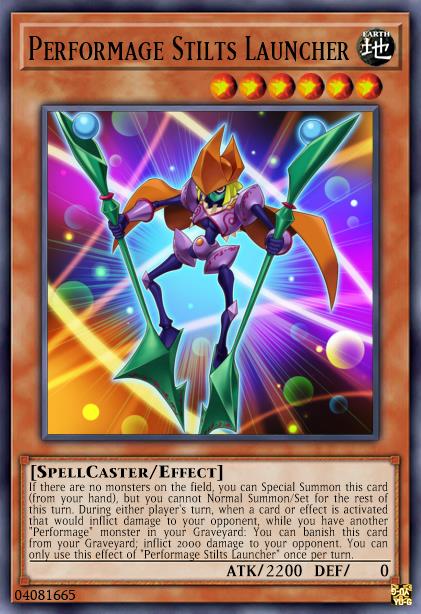 PERFORMAGE STILTS LAUNCHER
EARTH
地
[SPELLCASTER/EFFECT]
If there are no monsters on the field, you can Special Summon this card
(from your hand), but you cannot Normal Summon/Set for the rest of
this turn. During either player's turn, when a card or effect is activated
that would inflict damage to your opponent, while you have another
"Performage" monster in your Graveyard: You can banish this card
from your Graveyard; inflict 2000 damage to your opponent. You can
only use this effect of "Performage Stilts Launcher" once per turn.
ATK/2200 DEF/ 0
04081665